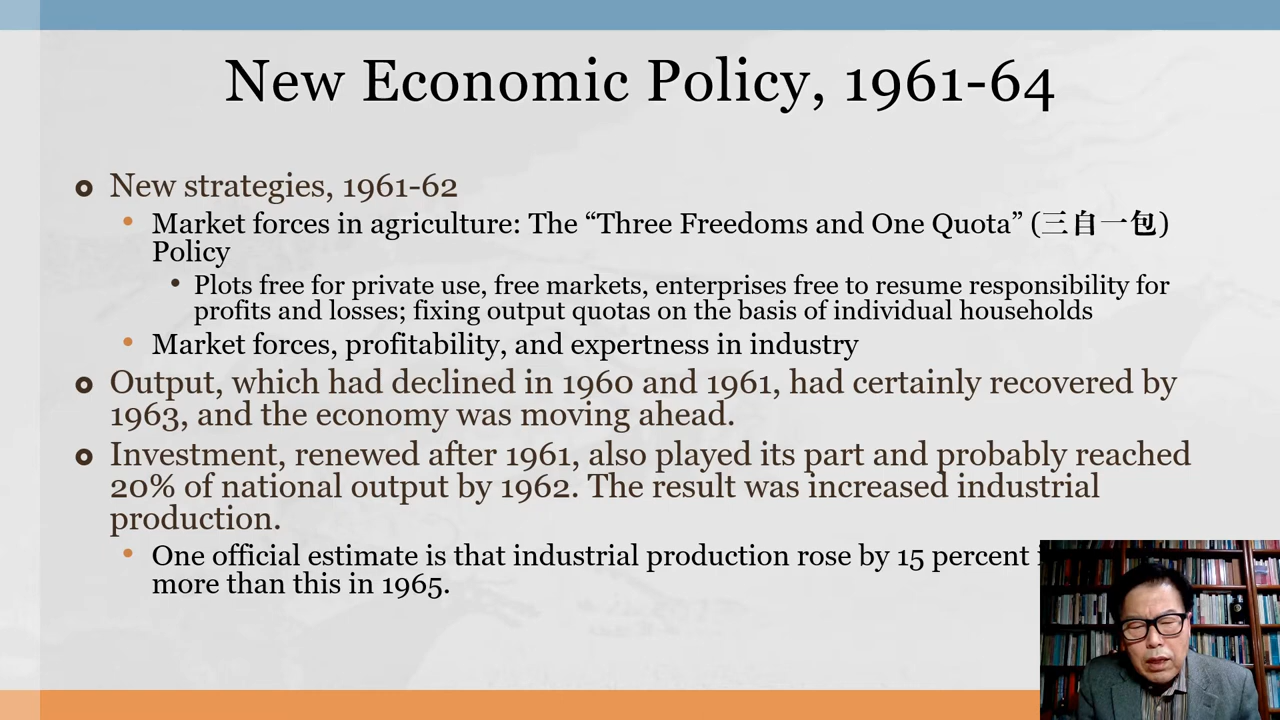 New Economic Policy, 1961-64
New strategies, 1961-62
Market forces in agriculture: The “Three Freedoms and One Quota” (三自一包)
Policy
Plots free for private use, free markets, enterprises free to resume responsibility for
profits and losses; fixing output quotas on the basis of individual households
Market forces, profitability, and expertness in industry
Output, which had declined in 1960 and 1961, had certainly recovered by
1963, and the economy was moving ahead.
Investment, renewed after 1961, also played its part and probably reached
20% of national output by 1962. The result was increased industrial
production.
One official estimate is that industrial production rose by 15 percent
more than this in 1965.